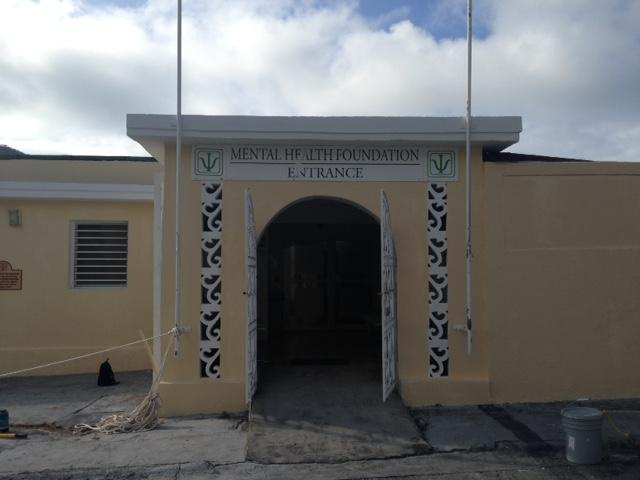 Ψ MENTAL HEALTH FOUNDATION Ψ
ENTRANCE